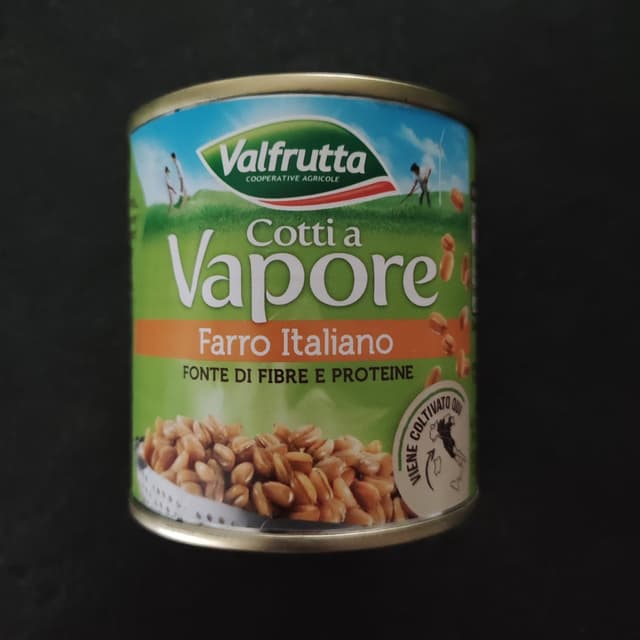 Valfrutta
COOPERATIVE AGRICOLE
Cotti a
Vapore
Farro Italiano
FONTE DI FIBRE E PROTEINE
VIENE COLTIVATO QUI